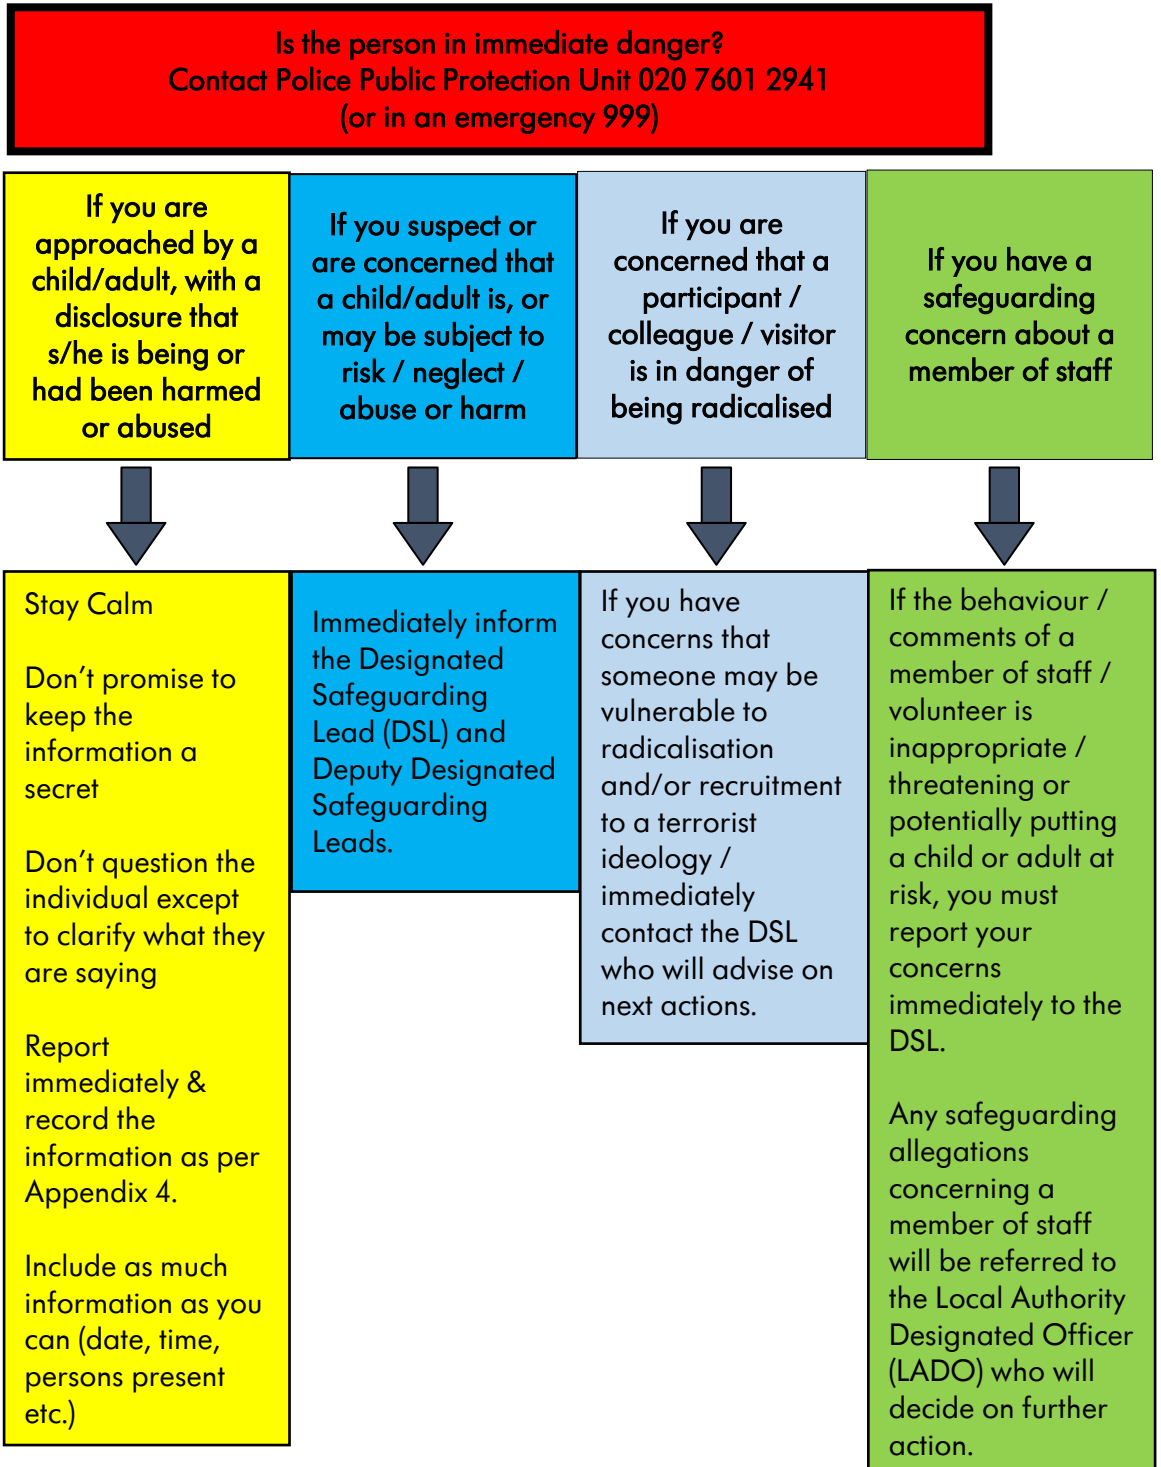 Is the person in immediate danger?
Contact Police Public Protection Unit 020 7601 2941
(or in an emergency 999)
If you are
approached by a
child/adult, with a
disclosure that
s/he is being or
had been harmed
or abused
If you suspect or
are concerned that
a child/adult is, or
may be subject to
risk / neglect /
abuse or harm
If you are
concerned that a
participant /
colleague / visitor
is in danger of
being radicalised
If you have a
safeguarding
concern about a
member of staff
Stay Calm
Don’t promise to
keep the
information a
secret
Don’t question the
individual except
to clarify what they
are saying
Report
immediately &
record the
information as per
Appendix 4.
Include as much
information as you
can (date, time,
persons present
etc.)
Immediately inform
the Designated
Safeguarding
Lead (DSL) and
Deputy Designated
Safeguarding
Leads.
If you have
concerns that
someone may be
vulnerable to
radicalisation
and/or recruitment
to a terrorist
ideology /
immediately
contact the DSL
who will advise on
next actions.
If the behaviour /
comments of a
member of staff /
volunteer is
inappropriate /
threatening or
potentially putting
a child or adult at
risk, you must
report your
concerns
immediately to the
DSL.
Any safeguarding
allegations
concerning a
member of staff
will be referred to
the Local Authority
Designated Officer
(LADO) who will
decide on further
action.